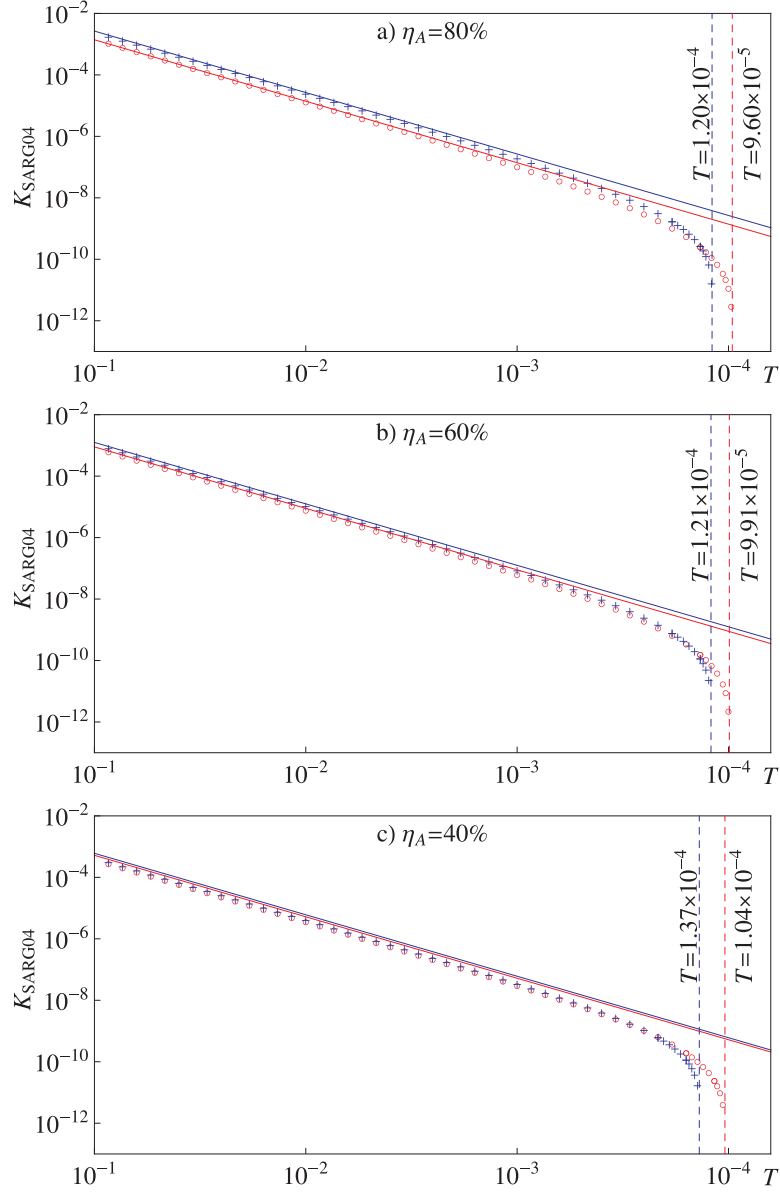 a) η_A=80%
K_SARG04
10⁻²
10⁻⁴
10⁻⁶
10⁻⁸
10⁻¹⁰
10⁻¹²
T=1.20×10⁻⁴
T=9.60×10⁻⁵
10⁻¹ 10⁻² 10⁻³ 10⁻⁴ T
b) η_A=60%
K_SARG04
10⁻²
10⁻⁴
10⁻⁶
10⁻⁸
10⁻¹⁰
10⁻¹²
T=1.21×10⁻⁴
T=9.91×10⁻⁵
10⁻¹ 10⁻² 10⁻³ 10⁻⁴ T
c) η_A=40%
K_SARG04
10⁻²
10⁻⁴
10⁻⁶
10⁻⁸
10⁻¹⁰
10⁻¹²
T=1.37×10⁻⁴
T=1.04×10⁻⁴
10⁻¹ 10⁻² 10⁻³ 10⁻⁴ T